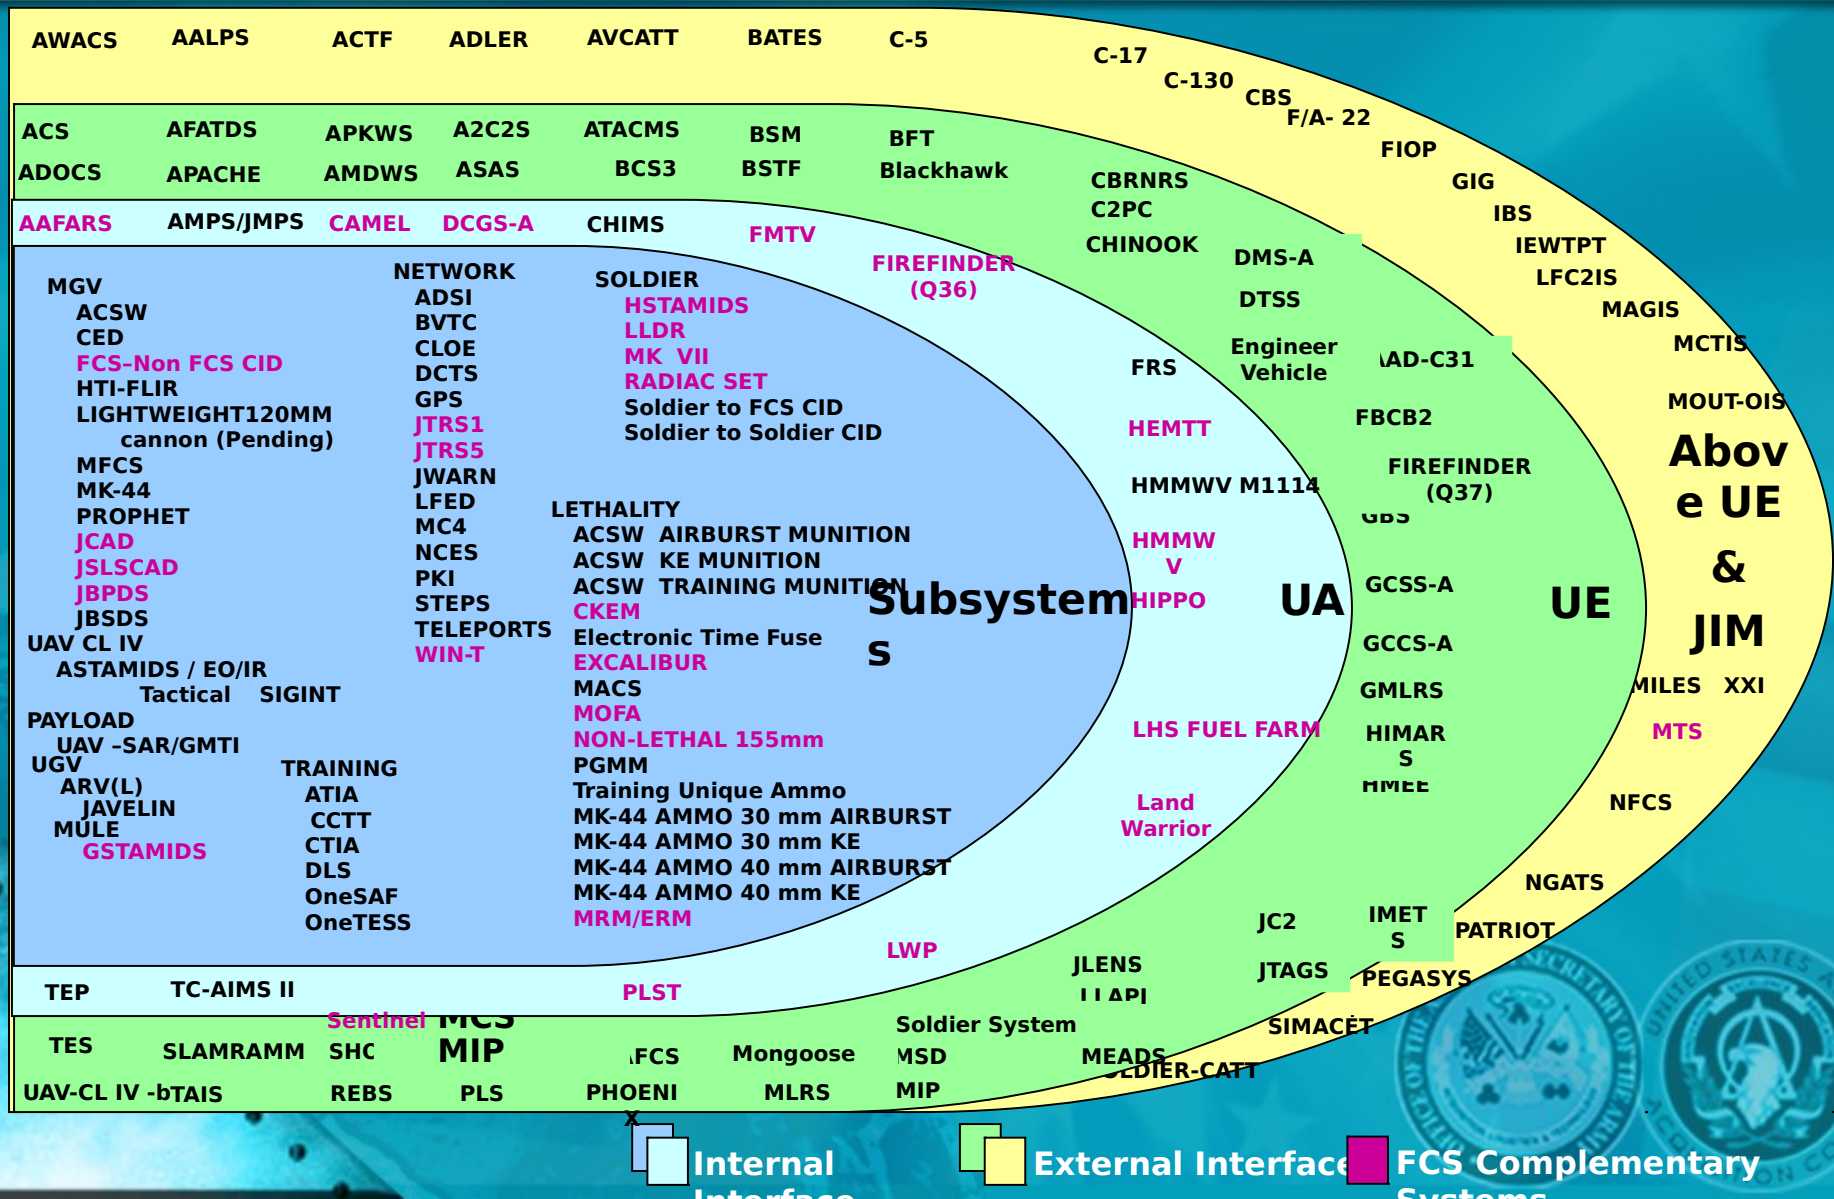 AWACS AALPS ACTF ADLER AVCATT BATES C-5
C-17
C-130
CBS
F/A- 22
FIOP
GIG
IBS
IEWTPT
LFC2IS
MAGIS
MCTIS
MOUT-OIS
Abov
e UE
&
JIM
MILES XXI
MTS
NFCS
NGATS
PATRIOT
PEGASYS
SIMACET
ACS AFATDS APKWS A2C2S ATACMS BSM BFT
ADOCS APACHE AMDWS ASAS BCS3 BSTF Blackhawk
CBRNRS
C2PC
CHINOOK
DMS-A
DTSS
Engineer
Vehicle
AAD-C31
FBCB2
FIREFINDER
(Q37)
GBS
GCSS-A
UE
GCCS-A
GMLRS
HIMAR
S
HMEE
IMET
S
JC2
JTAGS
JLENS
AAFARS AMPS/JMPS CAMEL DCGS-A CHIMS FMTV
FIREFINDER
(Q36)
FRS
HEMTT
HMMWV M1114
HMMW
V
HIPPO
UA
LHS FUEL FARM
Land
Warrior
LWP
MGV
ACSW
CED
FCS–Non FCS CID
HTI-FLIR
LIGHTWEIGHT120MM
cannon (Pending)
MFCS
MK-44
PROPHET
JCAD
JSLSCAD
JBPDS
JBSDS
UAV CL IV
ASTAMIDS / EO/IR
Tactical SIGINT
PAYLOAD
UAV –SAR/GMTI
UGV
ARV(L)
JAVELIN
MULE
GSTAMIDS
NETWORK
ADSI
BVTC
CLOE
DCTS
GPS
JTRS1
JTRS5
JWARN
LFED
MC4
NCES
PKI
STEPS
TELEPORTS
WIN-T
TRAINING
ATIA
CCTT
CTIA
DLS
OneSAF
OneTESS
SOLDIER
HSTAMIDS
LLDR
MK VII
RADIAC SET
Soldier to FCS CID
Soldier to Soldier CID
LETHALITY
ACSW AIRBURST MUNITION
ACSW KE MUNITION
ACSW TRAINING MUNITION
CKEM
Electronic Time Fuse
EXCALIBUR
MACS
MOFA
NON-LETHAL 155mm
PGMM
Training Unique Ammo
MK-44 AMMO 30 mm AIRBURST
MK-44 AMMO 30 mm KE
MK-44 AMMO 40 mm AIRBURST
MK-44 AMMO 40 mm KE
MRM/ERM
Subsystem
s
TEP TC-AIMS II PLST
Sentinel MCS
Soldier System
TES SLAMRAMM SHC MIP AFCS Mongoose MSD MEADS
UAV-CL IV -b TAIS REBS PLS PHOENI MLRS MIP
X
Internal
Interface
External Interface
FCS Complementary
Systems